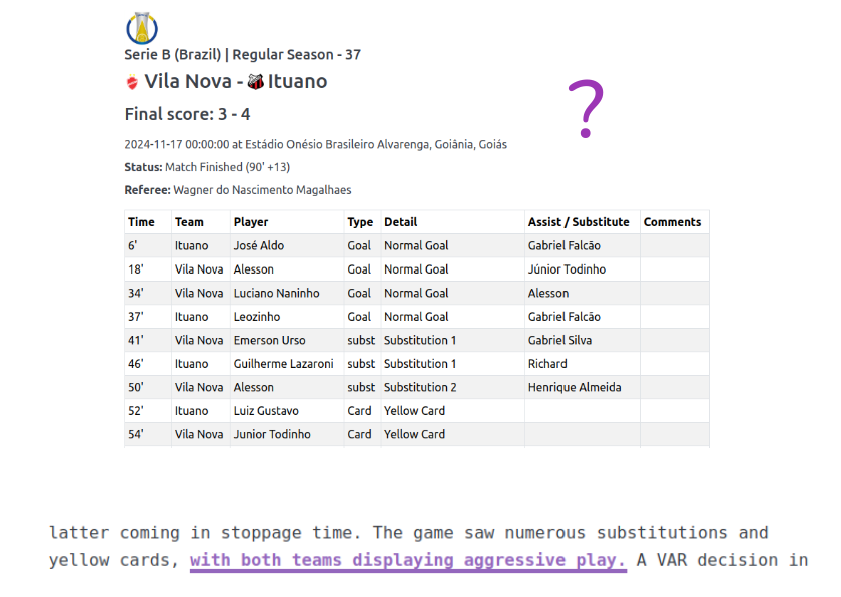 Serie B (Brazil) | Regular Season - 37
Vila Nova - Ituano
Final score: 3 - 4
?
2024-11-17 00:00:00 at Estádio Onésio Brasileiro Alvarenga, Goiânia, Goiás
Status: Match Finished (90' +13)
Referee: Wagner do Nascimento Magalhaes
Time Team Player Type Detail Assist / Substitute Comments
6' Ituano José Aldo Goal Normal Goal Gabriel Falcão
18' Vila Nova Alesson Goal Normal Goal Júnior Todinho
34' Vila Nova Luciano Naninho Goal Normal Goal Alesson
37' Ituano Leozinho Goal Normal Goal Gabriel Falcão
41' Vila Nova Emerson Urso subst Substitution 1 Gabriel Silva
46' Ituano Guilherme Lazaroni subst Substitution 1 Richard
50' Vila Nova Alesson subst Substitution 2 Henrique Almeida
52' Ituano Luiz Gustavo Card Yellow Card
54' Vila Nova Junior Todinho Card Yellow Card
latter coming in stoppage time. The game saw numerous substitutions and
yellow cards, with both teams displaying aggressive play. A VAR decision in